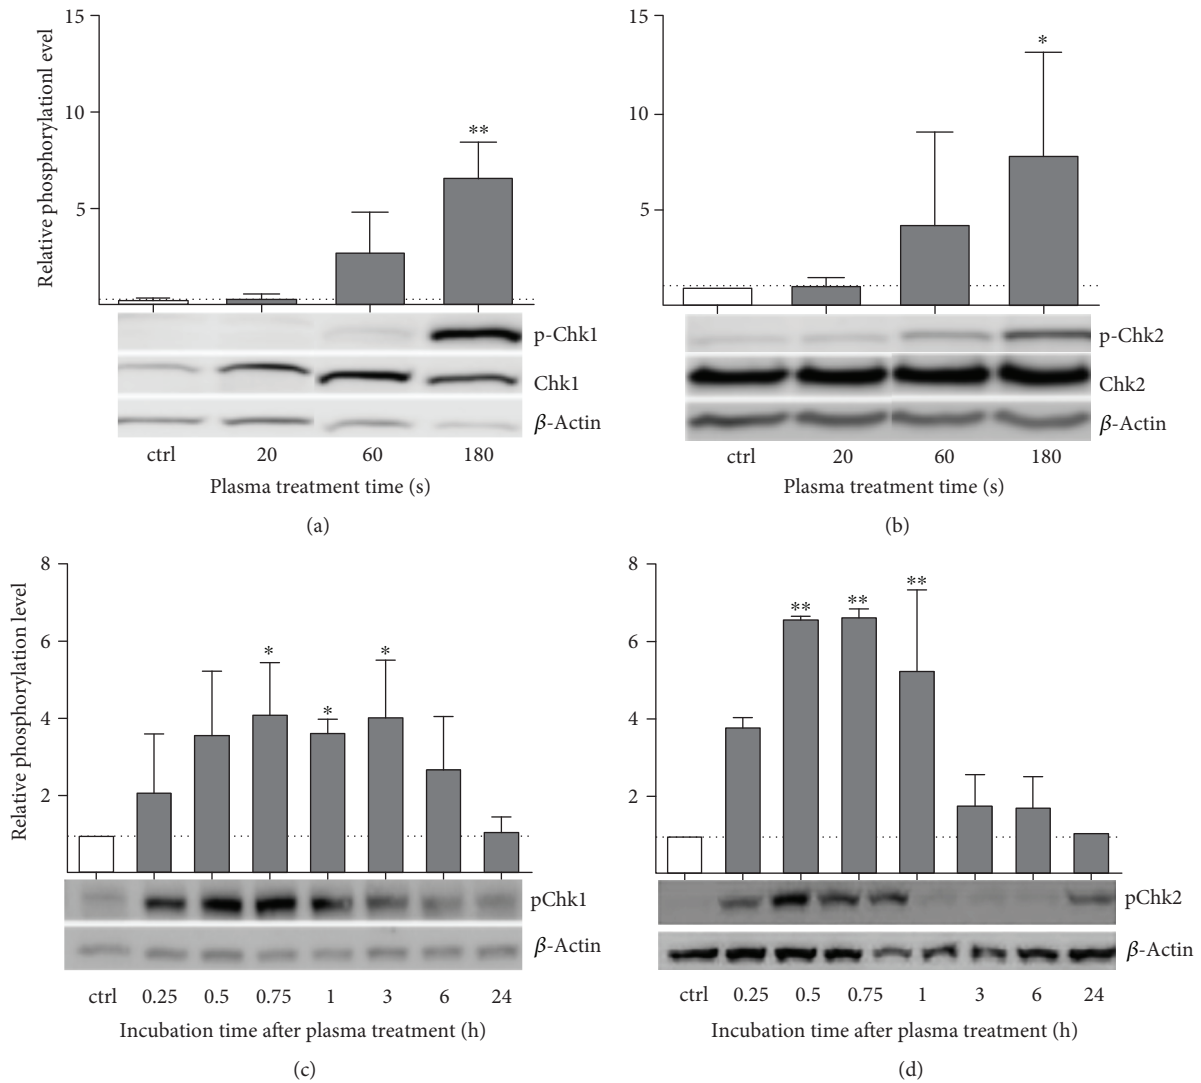 Relative phosphorylationl evel
15
10
5
**
p-Chk1
Chk1
β-Actin
ctrl 20 60 180
Plasma treatment time (s)
(a)
15
10
5
*
p-Chk2
Chk2
β-Actin
ctrl 20 60 180
Plasma treatment time (s)
(b)
Relative phosphorylation level
8
6
4
2
* * *
pChk1
β-Actin
ctrl 0.25 0.5 0.75 1 3 6 24
Incubation time after plasma treatment (h)
(c)
8
6
4
2
** ** **
pChk2
β-Actin
ctrl 0.25 0.5 0.75 1 3 6 24
Incubation time after plasma treatment (h)
(d)